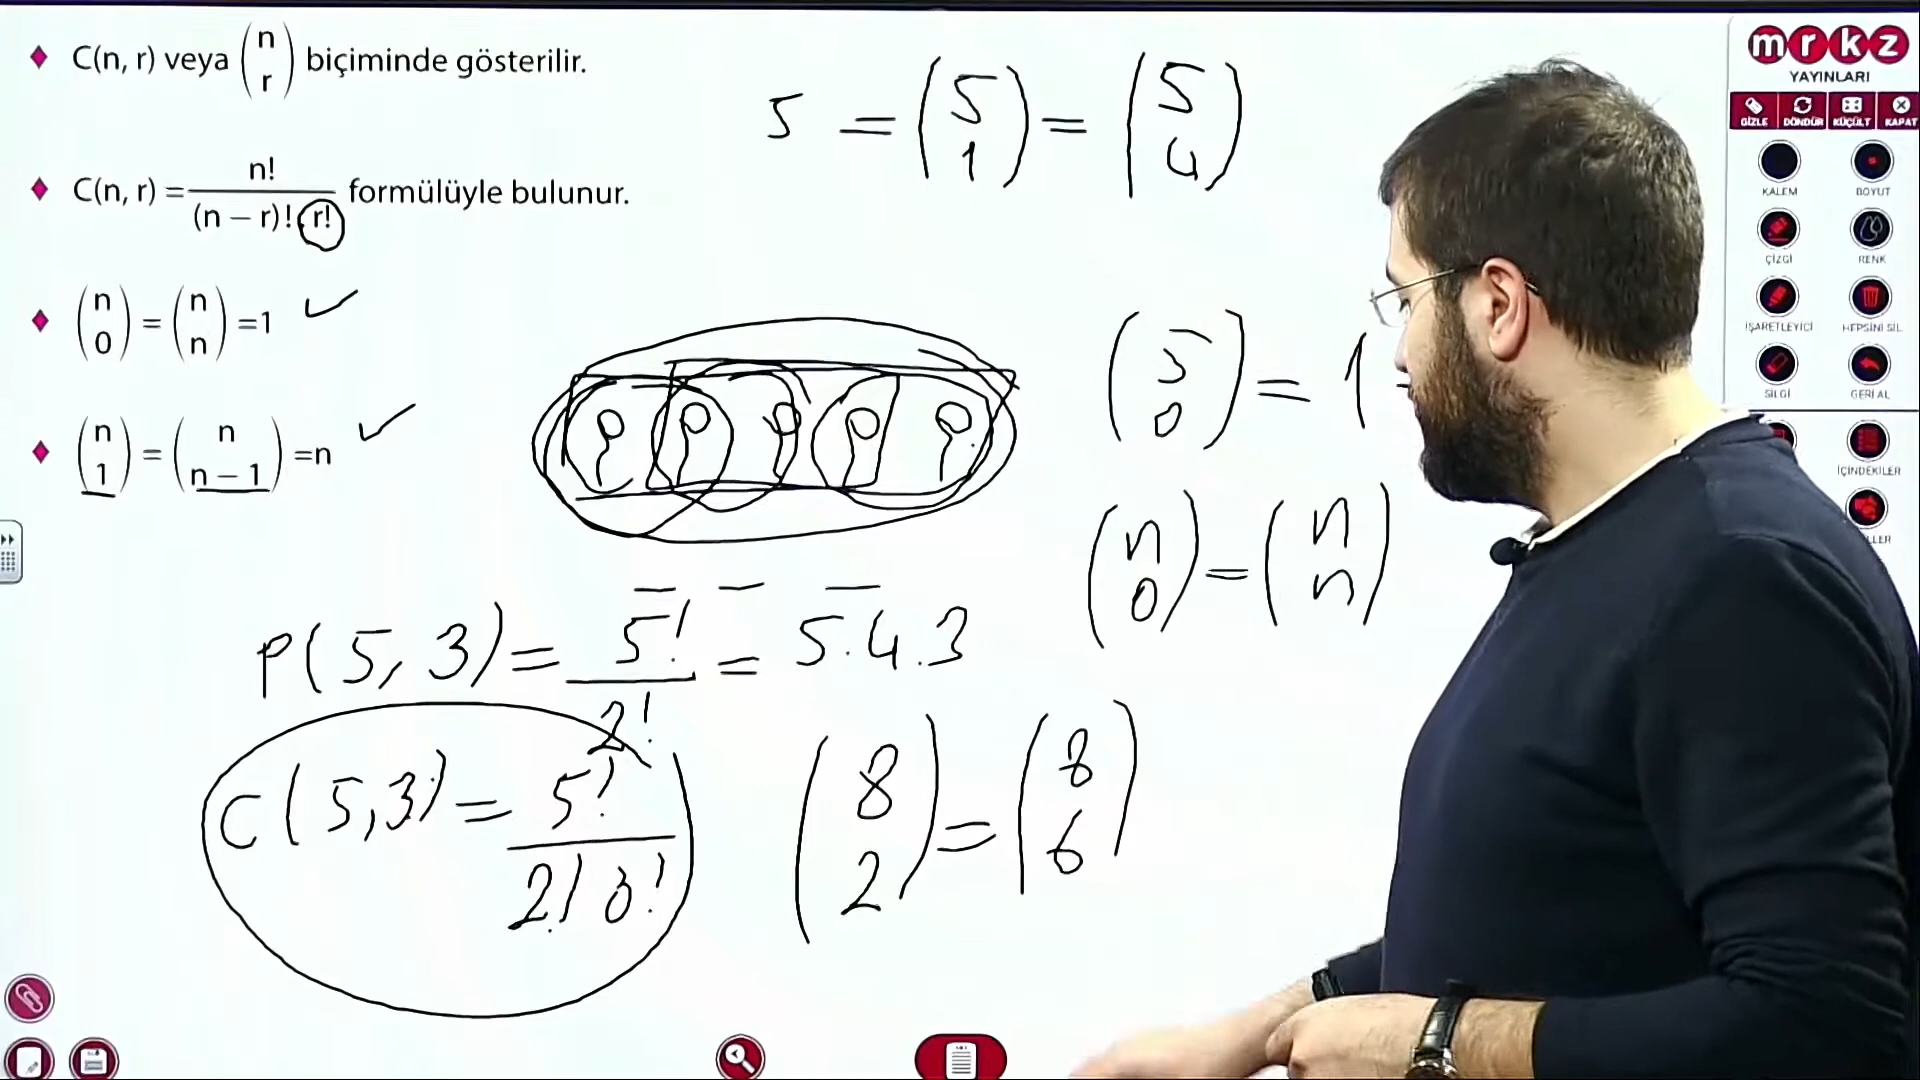 C(n, r) veya (n r) biçiminde gösterilir.
C(n, r) = n! / (n – r)! . r! formülüyle bulunur.
(n 0) = (n n) =1
(n 1) = (n n – 1) =n
5 = (5 1) = (5 4)
(5 0) = 1
(n 0) = (n n)
P(5, 3) = 5! / 2! = 5.4.3
C(5,3) = 5! / 2! 3!
(8 2) = (8 6)
mrkz
YAYINLARI
GİZLE DÖNDÜR KÜÇÜLT KAPAT
KALEM BOYUT
ÇİZGİ RENK
İŞARETLEYİCİ HEPSİNİ SİL
SİLGİ GERİ AL
İÇİNDEKİLER